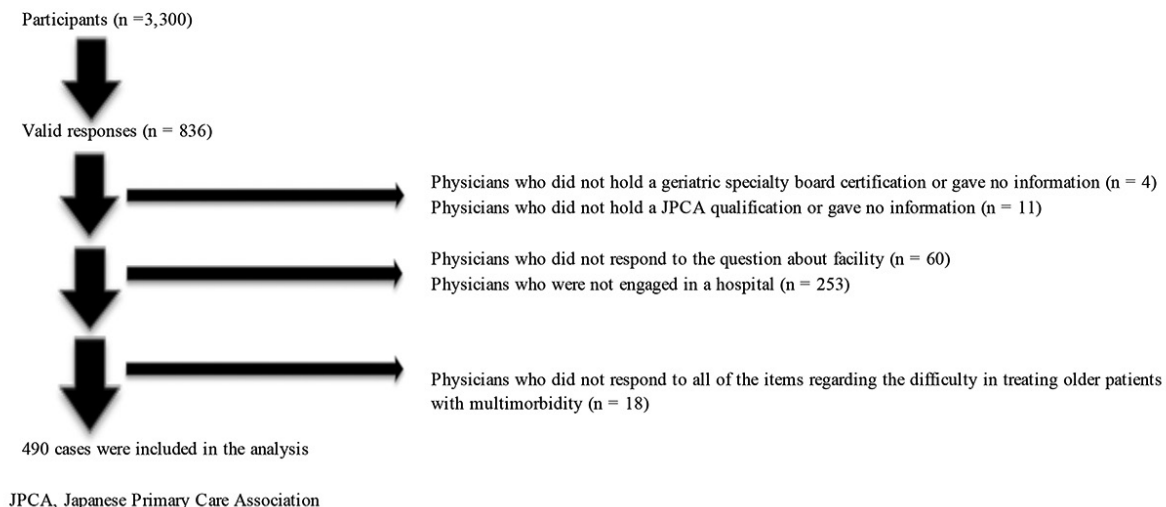 Participants (n =3,300)
Valid responses (n = 836)
Physicians who did not hold a geriatric specialty board certification or gave no information (n = 4)
Physicians who did not hold a JPCA qualification or gave no information (n = 11)
Physicians who did not respond to the question about facility (n = 60)
Physicians who were not engaged in a hospital (n = 253)
Physicians who did not respond to all of the items regarding the difficulty in treating older patients
with multimorbidity (n = 18)
490 cases were included in the analysis
JPCA, Japanese Primary Care Association